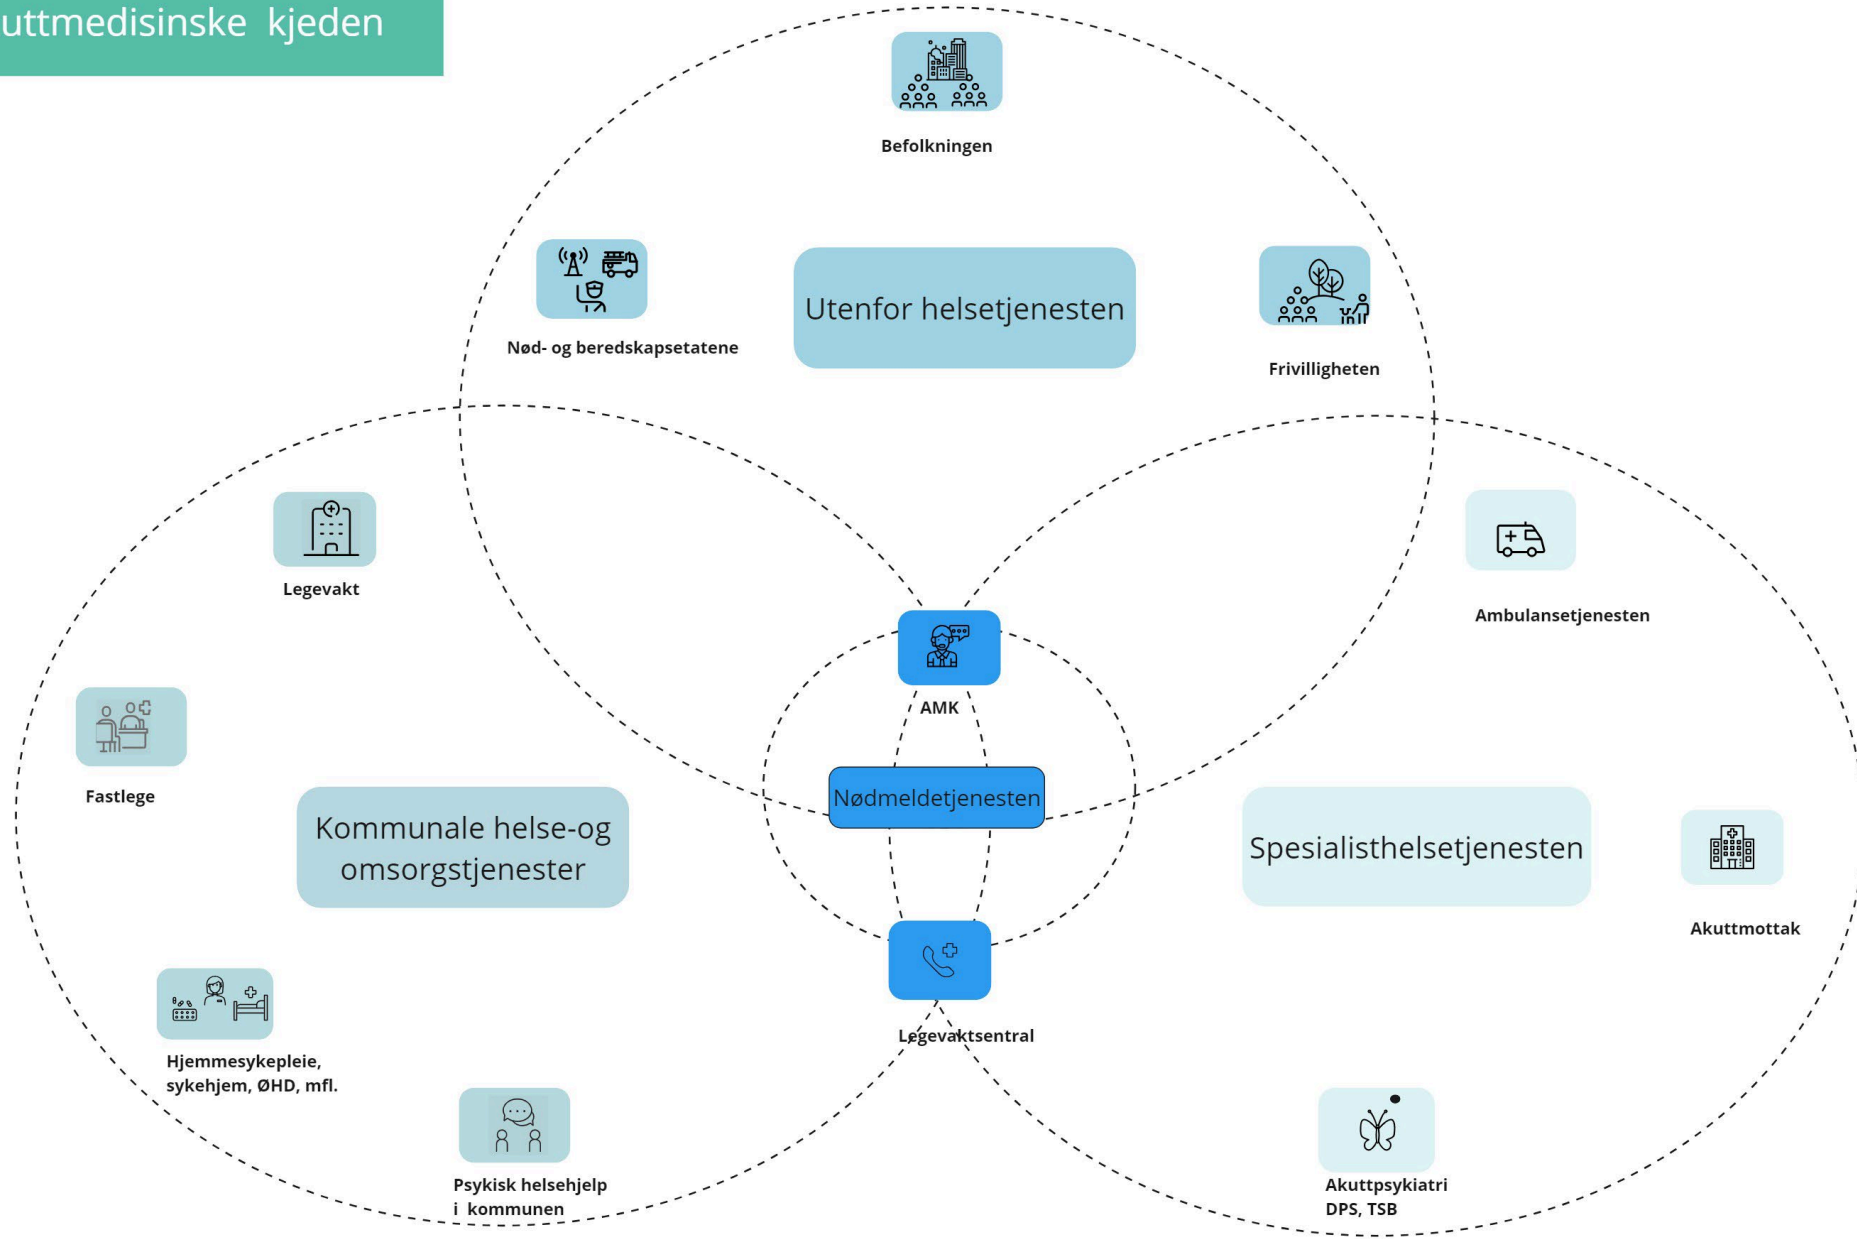 uttmedisinske kjeden
Befolkningen
Nød- og beredskapsetatene
Utenfor helsetjenesten
Frivilligheten
Legevakt
Ambulansetjenesten
AMK
Fastlege
Nødmeldetjenesten
Kommunale helse-og
omsorgstjenester
Spesialisthelsetjenesten
Akuttmottak
Legevaktsentral
Hjemmesykepleie,
sykehjem, ØHD, mfl.
Psykisk helsehjelp
i kommunen
Akuttpsykiatri
DPS, TSB